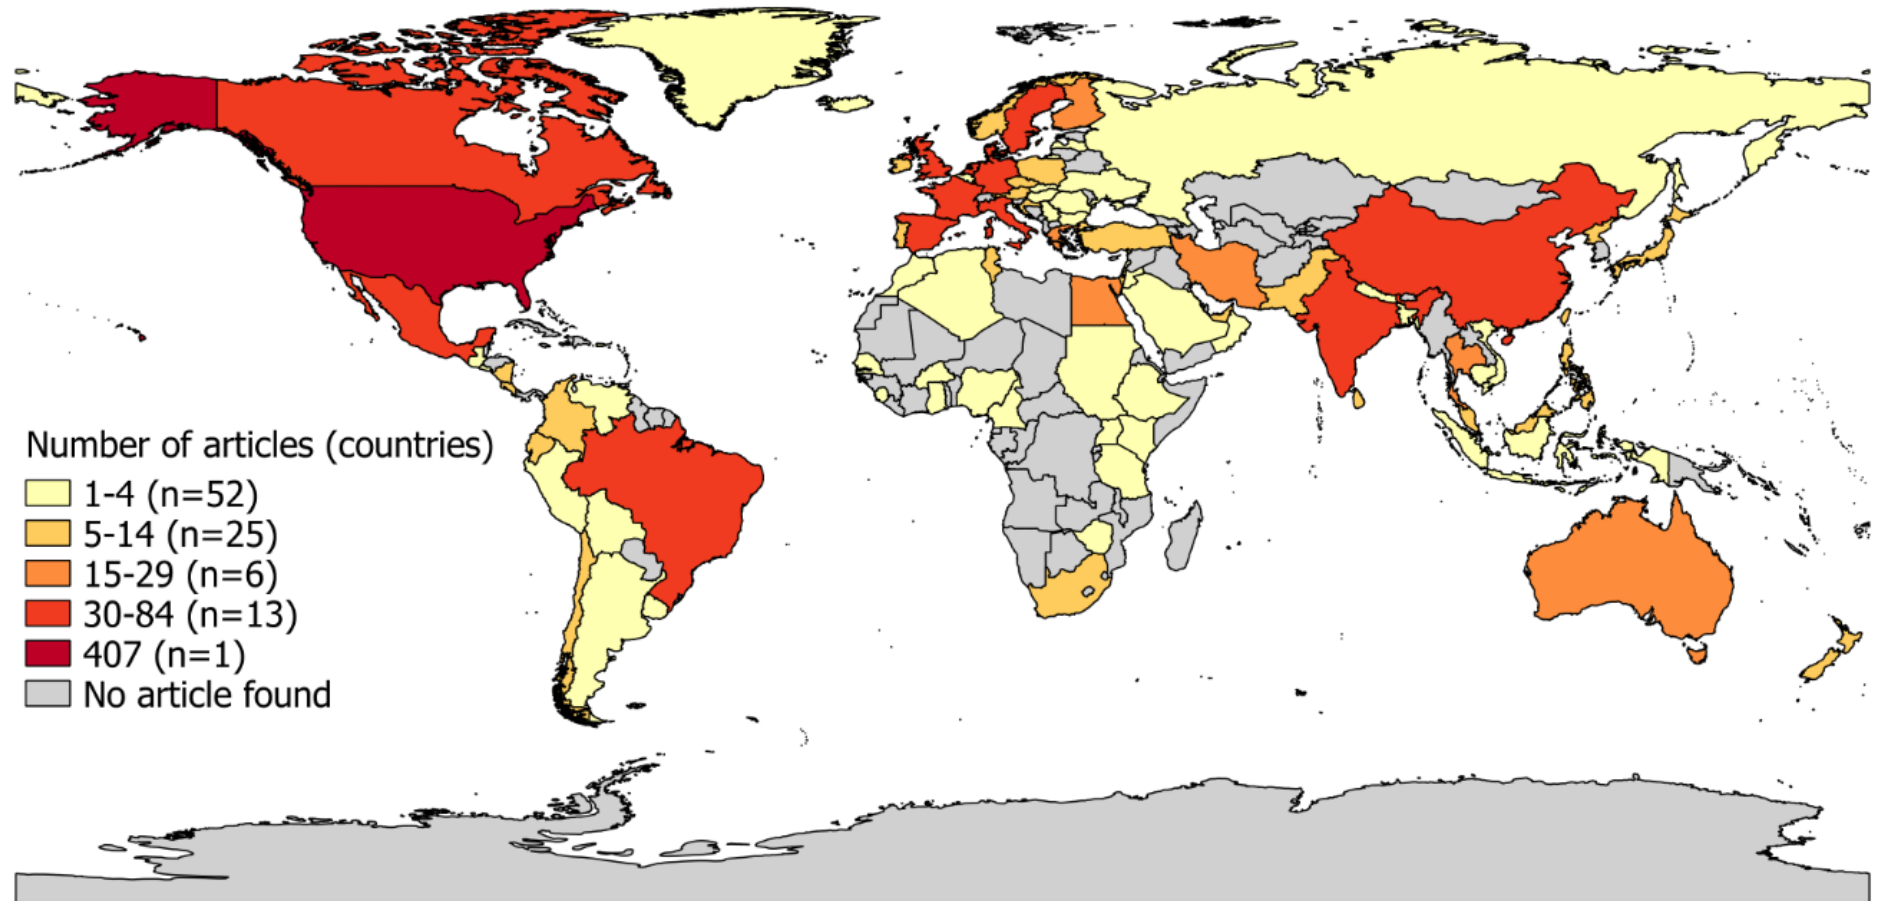 Number of articles (countries)
1-4 (n=52)
5-14 (n=25)
15-29 (n=6)
30-84 (n=13)
407 (n=1)
No article found